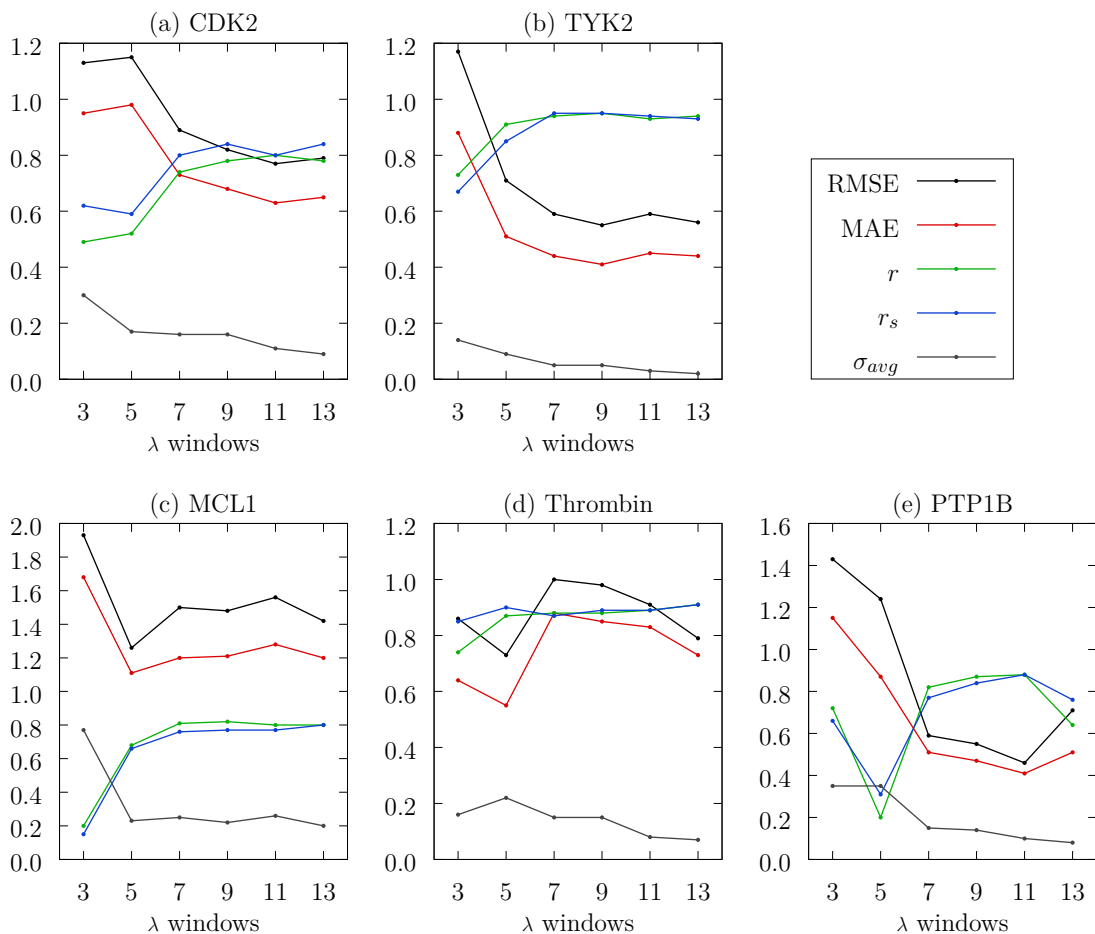 (a) CDK2
1.2
1.0
0.8
0.6
0.4
0.2
0.0
3 5 7 9 11 13
λ windows
(b) TYK2
1.2
1.0
0.8
0.6
0.4
0.2
0.0
3 5 7 9 11 13
λ windows
RMSE
MAE
r
r_s
σ_avg
(c) MCL1
2.0
1.8
1.6
1.4
1.2
1.0
0.8
0.6
0.4
0.2
0.0
3 5 7 9 11 13
λ windows
(d) Thrombin
1.2
1.0
0.8
0.6
0.4
0.2
0.0
3 5 7 9 11 13
λ windows
(e) PTP1B
1.6
1.4
1.2
1.0
0.8
0.6
0.4
0.2
0.0
3 5 7 9 11 13
λ windows